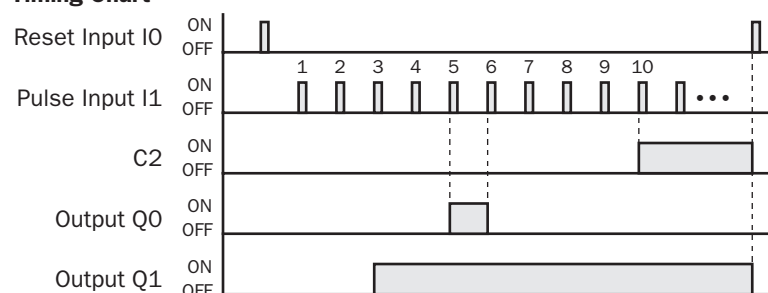 Timing Chart
Reset Input I0
ON
OFF
1 2 3 4 5 6 7 8 9 10
Pulse Input I1
ON
OFF
•••
C2
ON
OFF
Output Q0
ON
OFF
Output Q1
ON
OFF